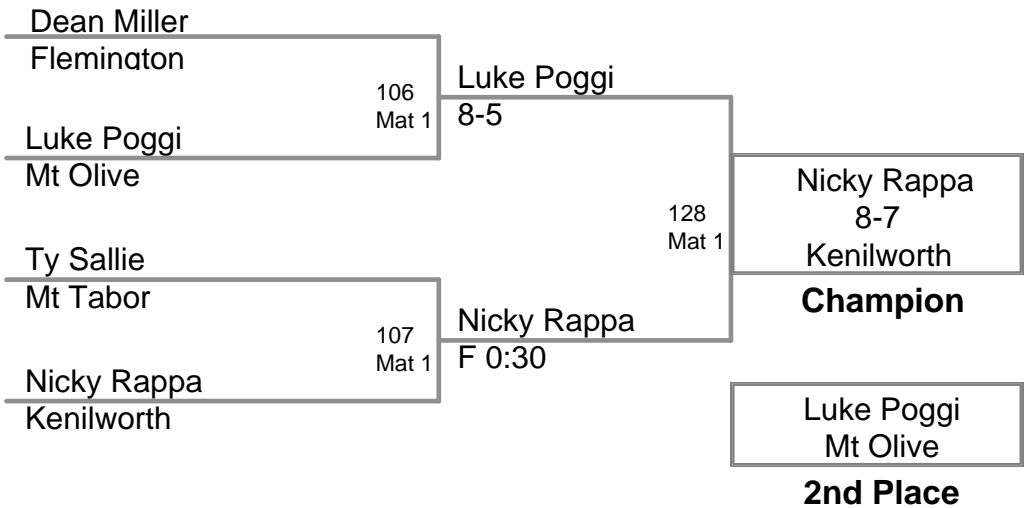 Dean Miller
Flemington
106
Mat 1
Luke Poggi
8-5
Luke Poggi
Mt Olive
128
Mat 1
Nicky Rappa
8-7
Kenilworth
Champion
Ty Sallie
Mt Tabor
107
Mat 1
Nicky Rappa
F 0:30
Nicky Rappa
Kenilworth
Luke Poggi
Mt Olive
2nd Place